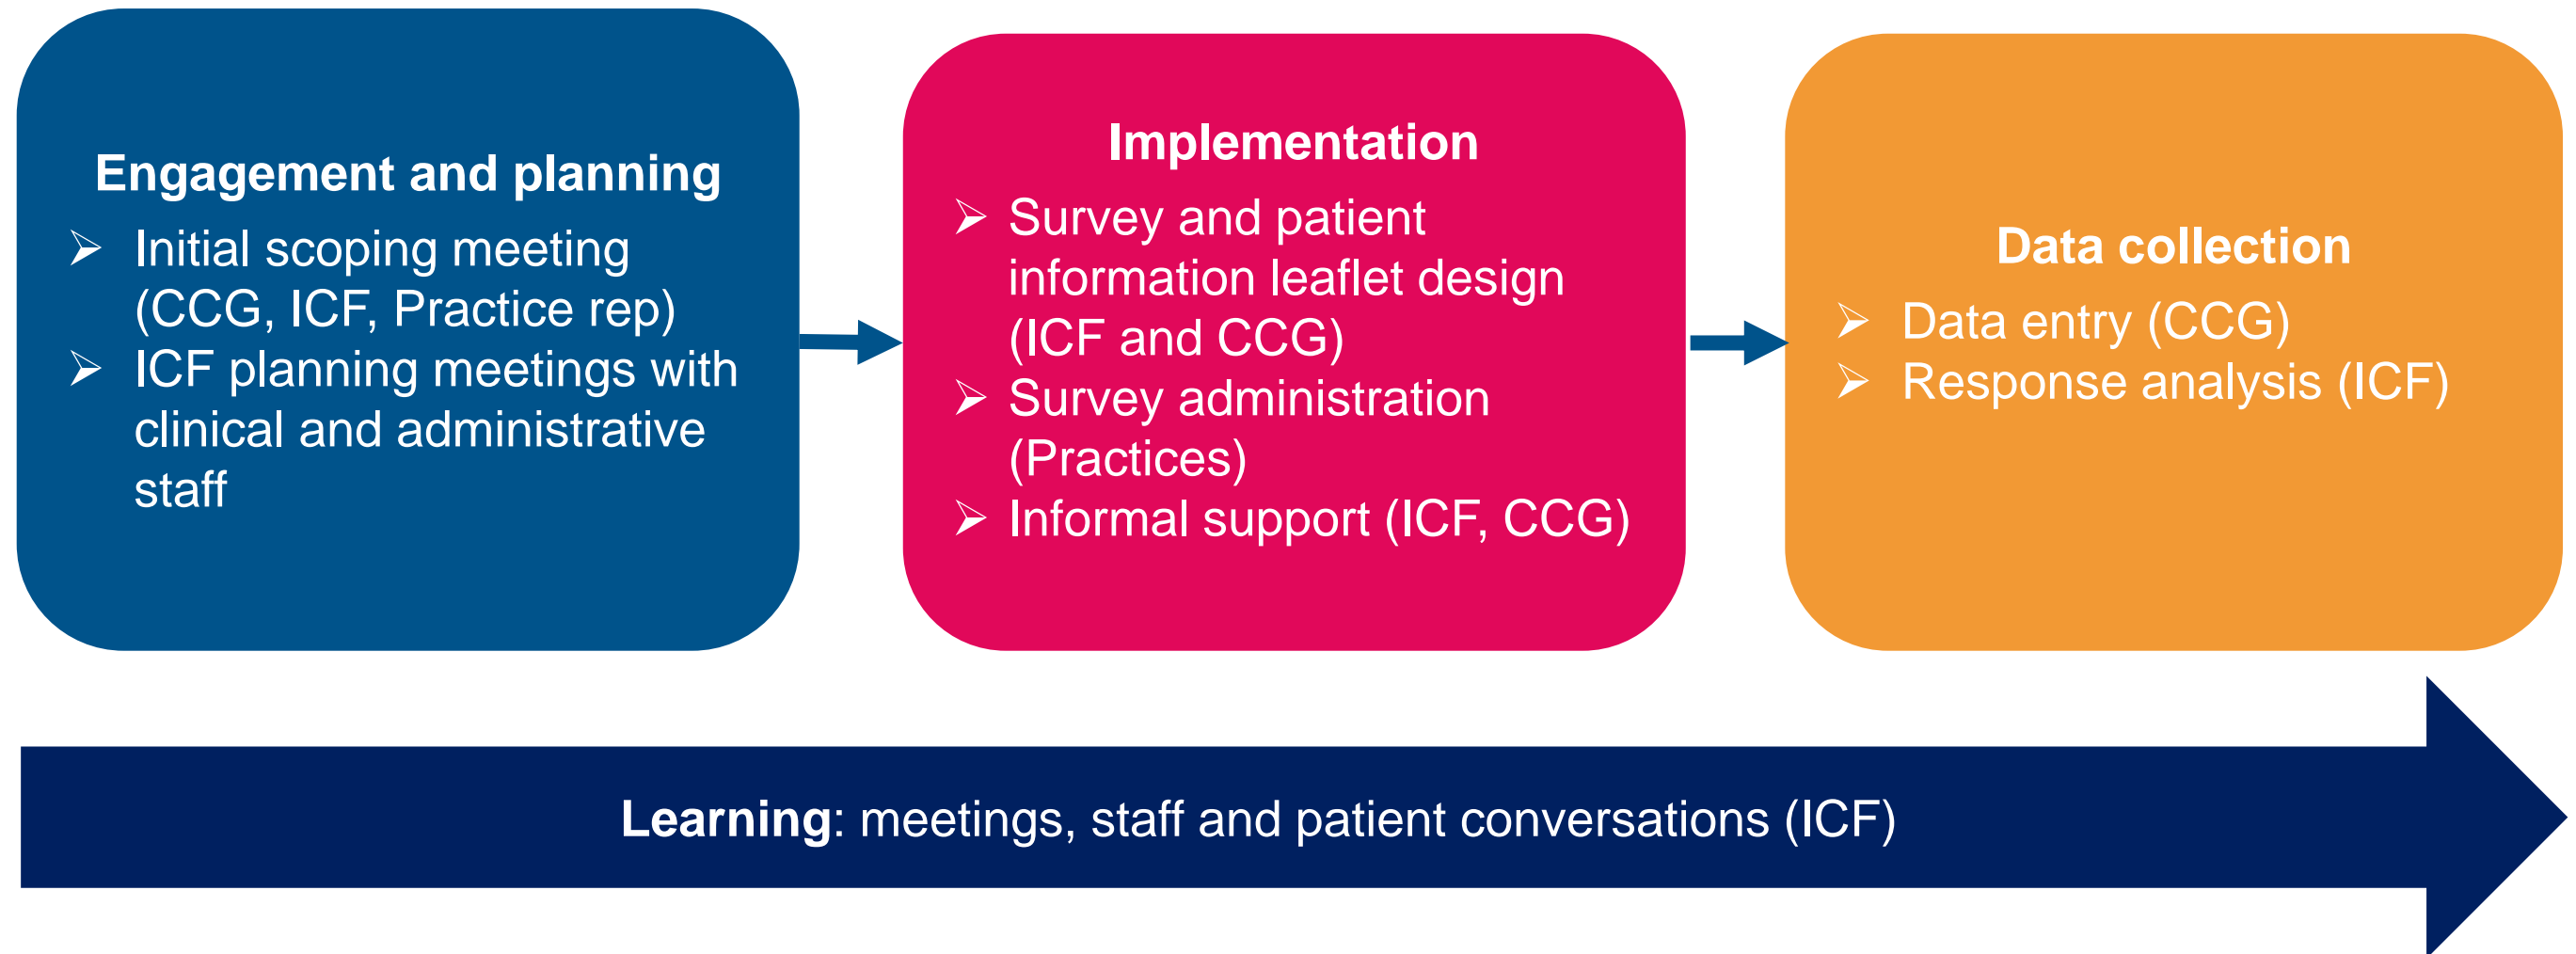 Engagement and planning
➢ Initial scoping meeting
(CCG, ICF, Practice rep)
➢ ICF planning meetings with
clinical and administrative
staff
Implementation
➢ Survey and patient
information leaflet design
(ICF and CCG)
➢ Survey administration
(Practices)
➢ Informal support (ICF, CCG)
Data collection
➢ Data entry (CCG)
➢ Response analysis (ICF)
Learning: meetings, staff and patient conversations (ICF)